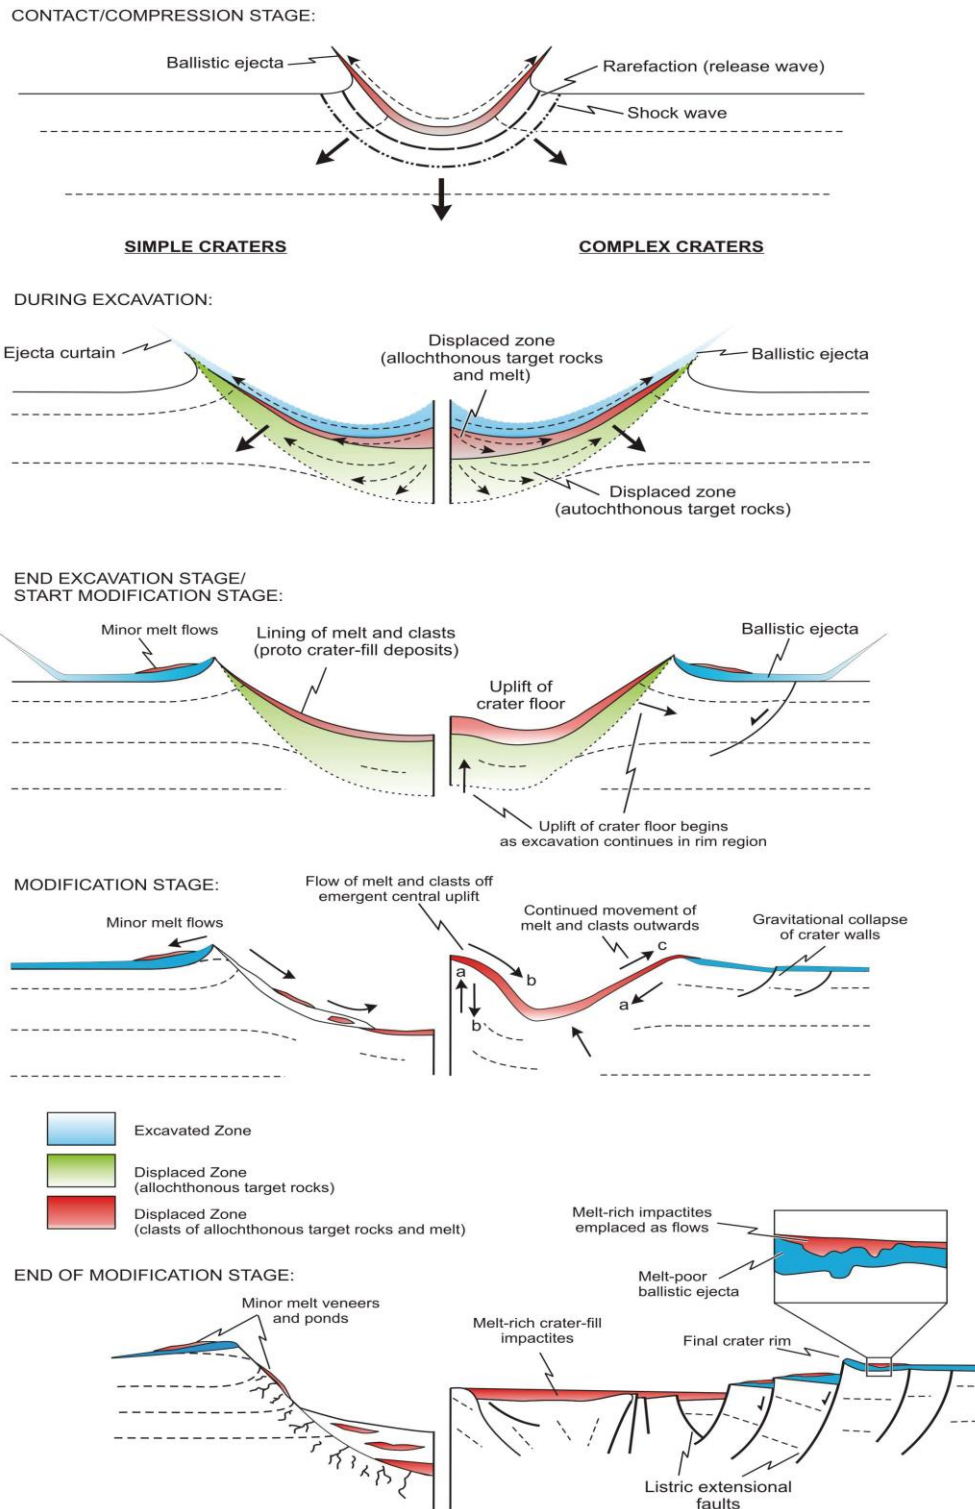 CONTACT/COMPRESSION STAGE:
Ballistic ejecta
Rarefaction (release wave)
Shock wave
SIMPLE CRATERS
COMPLEX CRATERS
DURING EXCAVATION:
Ejecta curtain
Displaced zone
(allochthonous target rocks
and melt)
Ballistic ejecta
Displaced zone
(autochthonous target rocks)
END EXCAVATION STAGE/
START MODIFICATION STAGE:
Minor melt flows
Lining of melt and clasts
(proto crater-fill deposits)
Uplift of
crater floor
Ballistic ejecta
Uplift of crater floor begins
as excavation continues in rim region
MODIFICATION STAGE:
Minor melt flows
Flow of melt and clasts off
emergent central uplift
Continued movement of
melt and clasts outwards
Gravitational collapse
of crater walls
a
b
b
c
a
Excavated Zone
Displaced Zone
(allochthonous target rocks)
Displaced Zone
(clasts of allochthonous target rocks and melt)
END OF MODIFICATION STAGE:
Minor melt veneers
and ponds
Melt-rich crater-fill
impactites
Melt-rich impactites
emplaced as flows
Melt-poor
ballistic ejecta
Final crater rim
Listric extensional
faults